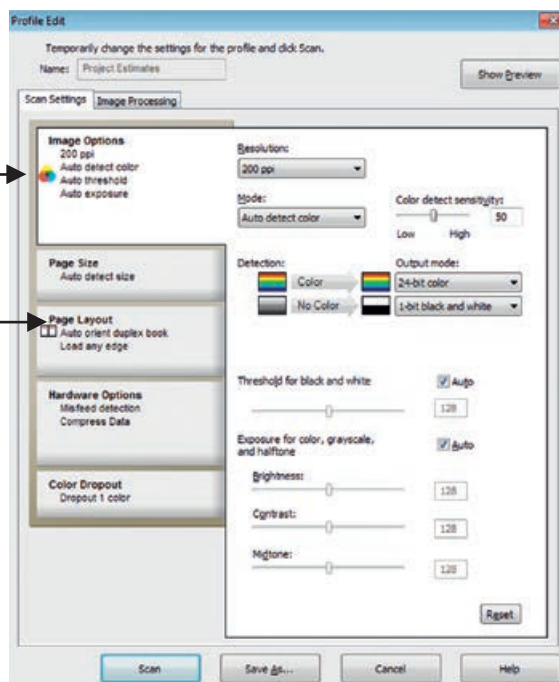 Profile Edit
Temporarily change the settings for the profile and click Scan.
Name: Project Estimates
Show Preview
Scan Settings
Image Processing
Image Options
200 ppi
Auto detect color
Auto threshold
Auto exposure
Page Size
Auto detect size
Page Layout
Auto orient duplex book
Load any edge
Hardware Options
Misfeed detection
Compress Data
Color Dropout
Dropout 1 color
Resolution:
200 ppi
Mode:
Auto detect color
Color detect sensitivity:
50
Low High
Detection:
Output mode:
Color
24-bit color
No Color
1-bit black and white
Threshold for black and white
Auto
128
Exposure for color, grayscale,
and halftone
Auto
Brightness:
128
Contrast:
128
Midtone:
128
Reset
Scan
Save As...
Cancel
Help